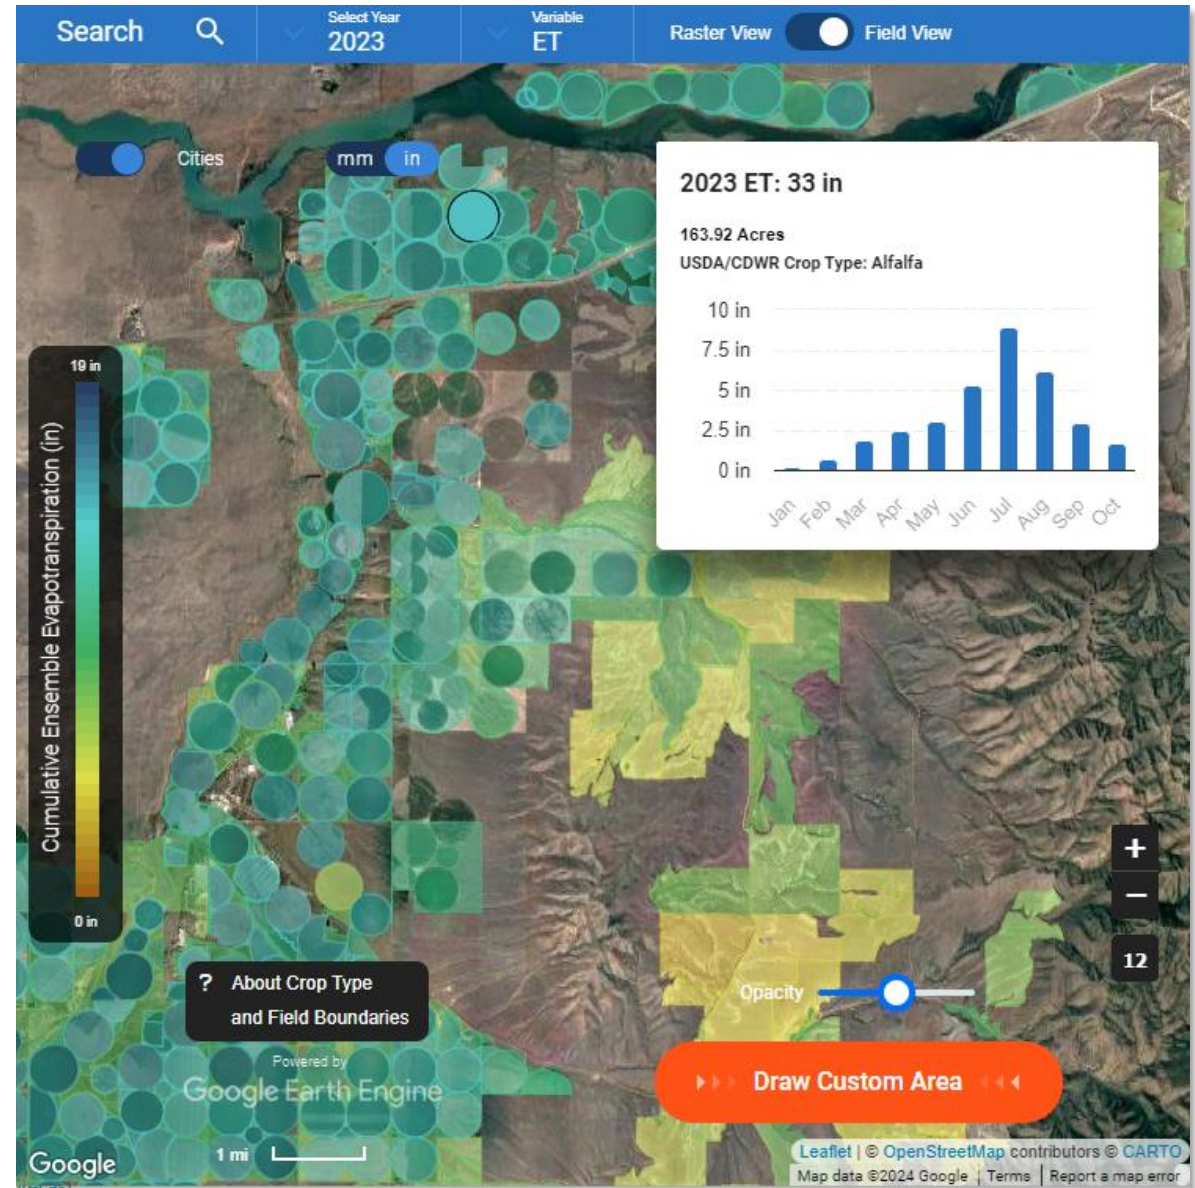 Search
Select Year
2023
Variable
ET
Raster View
Field View
Cities
mm
in
2023 ET: 33 in
163.92 Acres
USDA/CDWR Crop Type: Alfalfa
10 in
7.5 in
5 in
2.5 in
0 in
Jan
Feb
Mar
Apr
May
Jun
Jul
Aug
Sep
Oct
19 in
Cumulative Ensemble Evapotranspiration (in)
0 in
+
−
12
Opacity
? About Crop Type
and Field Boundaries
Powered by
Google Earth Engine
Draw Custom Area
1 mi
Google
Leaflet | © OpenStreetMap contributors © CARTO
Map data ©2024 Google
Terms
Report a map error